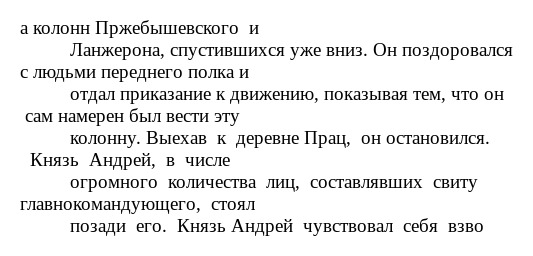 а колонн Пржебышевского и
Ланжерона, спустившихся уже вниз. Он поздоровался
с людьми переднего полка и
отдал приказание к движению, показывая тем, что он
сам намерен был вести эту
колонну. Выехав к деревне Прац, он остановился.
Князь Андрей, в числе
огромного количества лиц, составлявших свиту
главнокомандующего, стоял
позади его. Князь Андрей чувствовал себя взво